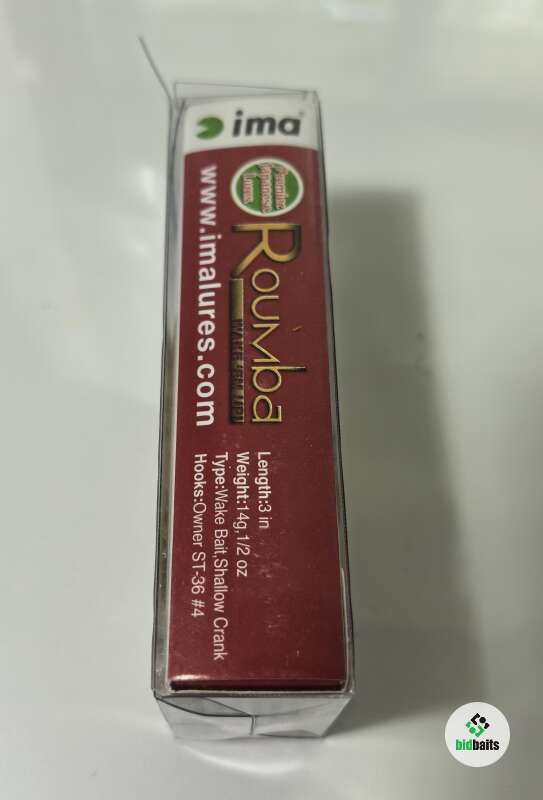 ima
Roumba
www.imalures.com
Length:3 in
Weight:14g,1/2 oz
Type:Wake Bait,Shallow Crank
Hooks:Owner ST-36 #4
bidbaits